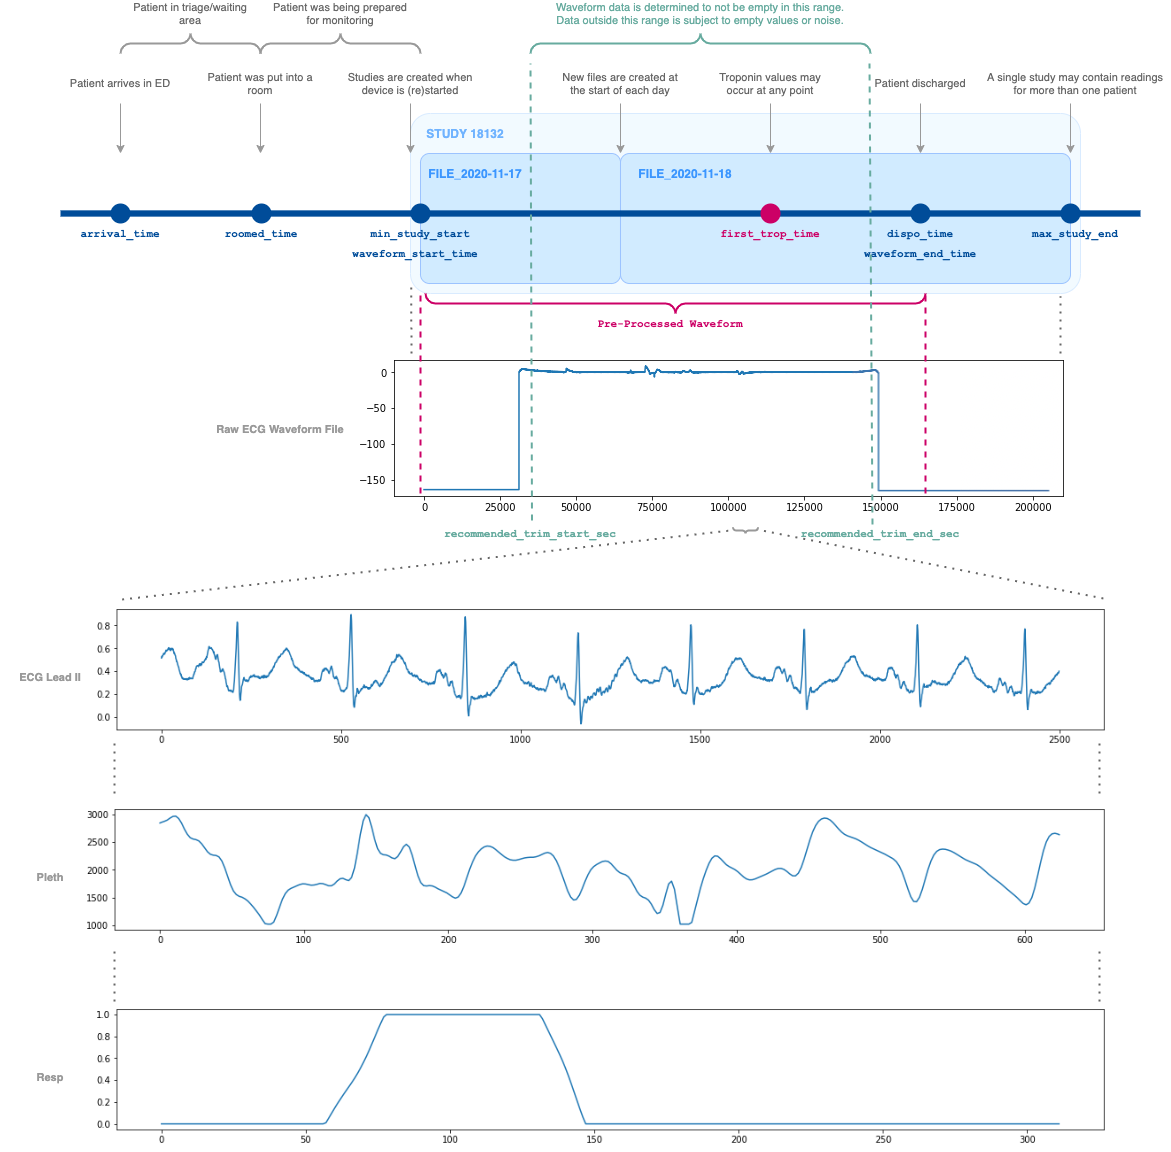 Patient in triage/waiting
area
Patient was being prepared
for monitoring
Waveform data is determined to not be empty in this range.
Data outside this range is subject to empty values or noise.
Patient arrives in ED
Patient was put into a
room
Studies are created when
device is (re)started
New files are created at
the start of each day
Troponin values may
occur at any point
Patient discharged
A single study may contain readings
for more than one patient
STUDY 18132
FILE_2020-11-17
FILE_2020-11-18
arrival_time
roomed_time
min_study_start
waveform_start_time
first_trop_time
dispo_time
waveform_end_time
max_study_end
Pre-Processed Waveform
Raw ECG Waveform File
0
−50
−100
−150
0 25000 50000 75000 100000 125000 150000 175000 200000
recommended_trim_start_sec
recommended_trim_end_sec
ECG Lead II
0.8
0.6
0.4
0.2
0.0
0 500 1000 1500 2000 2500
Pleth
3000
2500
2000
1500
1000
0 100 200 300 400 500 600
Resp
1.0
0.8
0.6
0.4
0.2
0.0
0 50 100 150 200 250 300